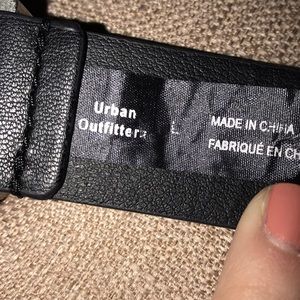 Urban
Outfitters
L
MADE IN CHINA
FABRIQUÉ EN CH